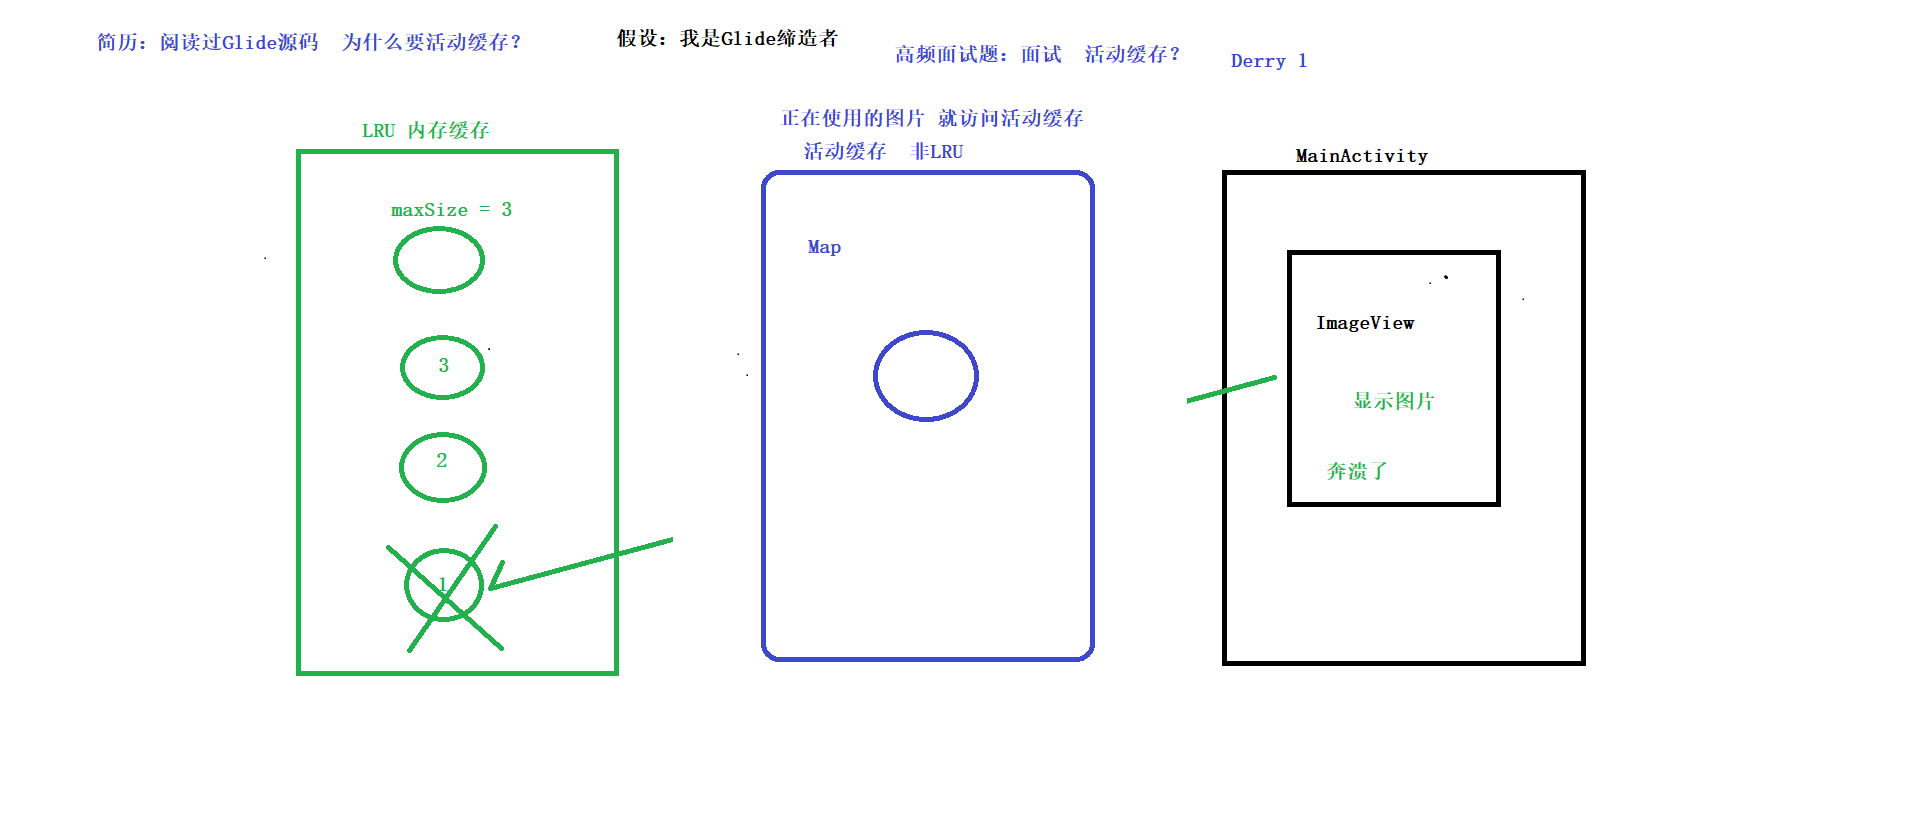 简历：阅读过Glide源码  为什么要活动缓存？
假设：我是Glide缔造者
高频面试题：面试  活动缓存？
Derry 1
LRU 内存缓存
maxSize = 3
3
2
1
正在使用的图片 就访问活动缓存
活动缓存  非LRU
Map
MainActivity
ImageView
显示图片
奔溃了